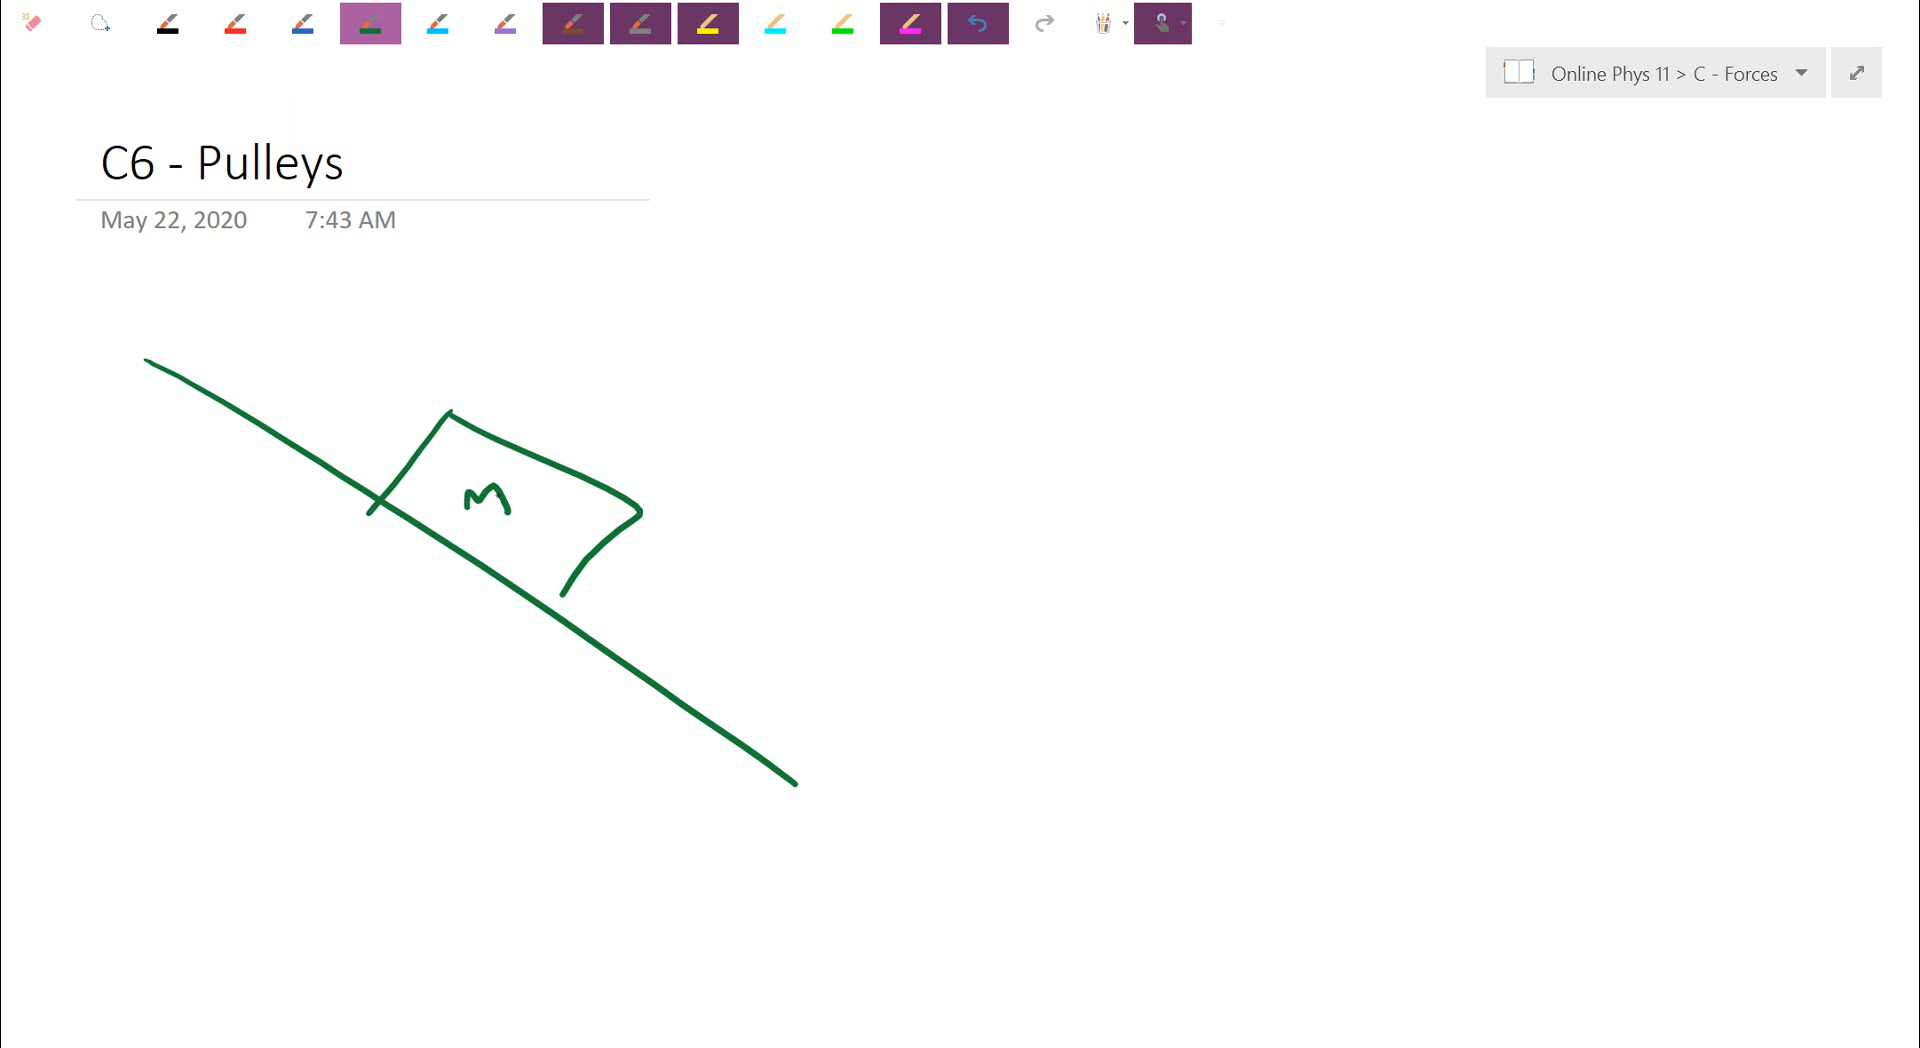 Online Phys 11 > C - Forces
C6 - Pulleys
May 22, 2020 7:43 AM
m